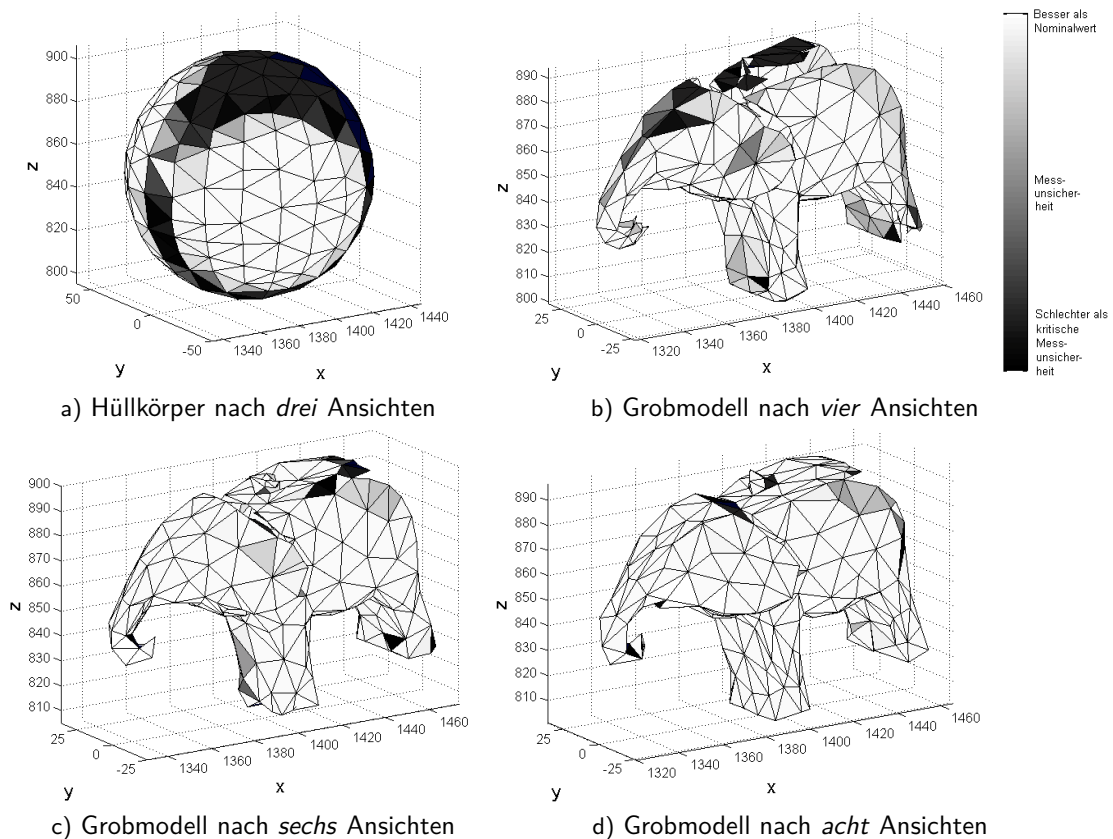 900
880
860
840
820
800
z
50
0
-50
y
1340
1360
1380
1400
1420
1440
x
a) Hüllkörper nach drei Ansichten
890
880
870
860
850
840
830
820
810
800
z
25
0
-25
y
1320
1340
1360
1380
1400
1420
1440
1460
x
b) Grobmodell nach vier Ansichten
Besser als
Nominalwert
Mess-
unsicher-
heit
Schlechter als
kritische
Mess-
unsicher-
heit
900
890
880
870
860
850
840
830
820
810
z
25
0
-25
y
1340
1360
1380
1400
1420
1440
1460
x
c) Grobmodell nach sechs Ansichten
890
880
870
860
850
840
830
820
810
z
25
0
-25
y
1320
1340
1360
1380
1400
1420
1440
1460
x
d) Grobmodell nach acht Ansichten